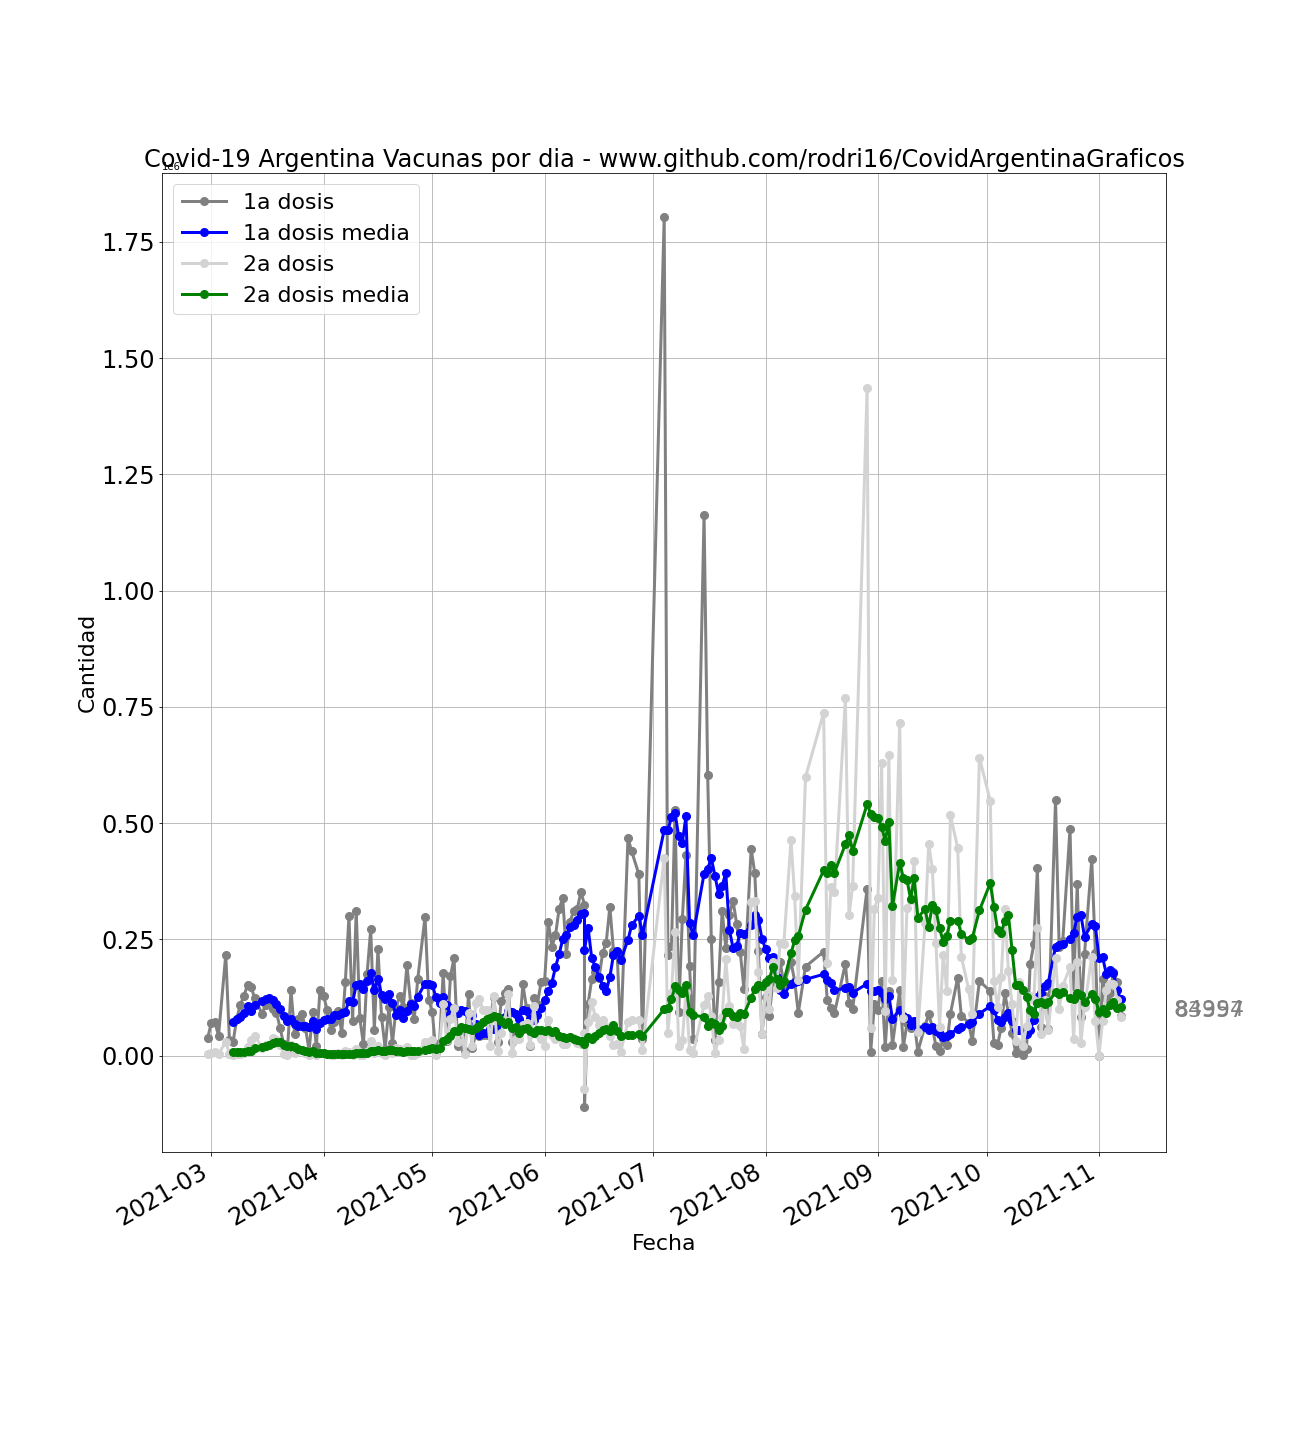 Covid-19 Argentina Vacunas por dia - www.github.com/rodri16/CovidArgentinaGraficos
1e6
1a dosis
1a dosis media
2a dosis
2a dosis media
1.75
1.50
1.25
1.00
0.75
0.50
0.25
0.00
Cantidad
2021-03
2021-04
2021-05
2021-06
2021-07
2021-08
2021-09
2021-10
2021-11
Fecha